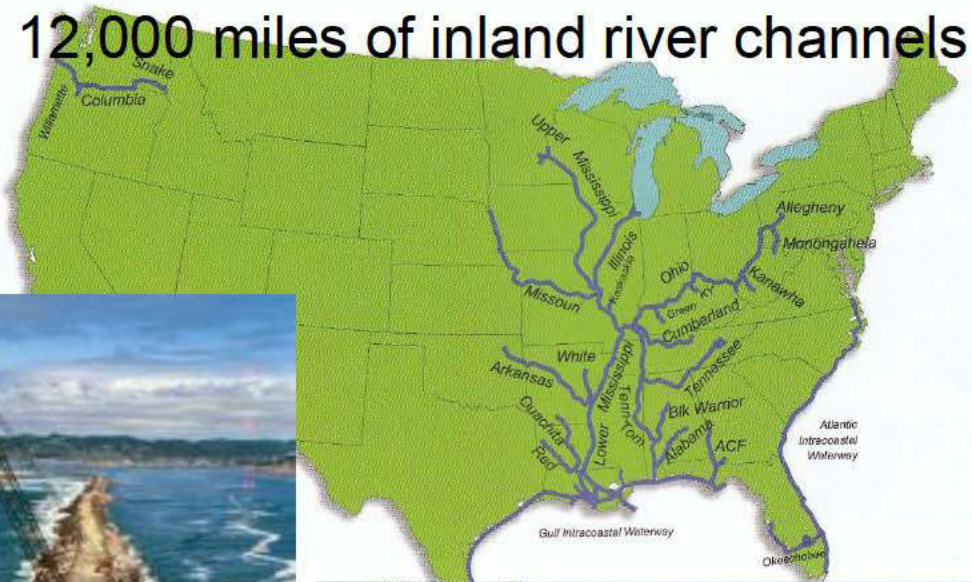 12,000 miles of inland river channels
Snake
Columbia
Willamette
Upper
Mississippi
Illinois
Kaskaskia
Missouri
Allegheny
Monongahela
Ohio
Kanawha
Green
KY
Cumberland
Tennessee
White
Arkansas
Lower Mississippi
Tenn-Tom
Ouachita
Red
Blk Warrior
Alabama
ACF
Atlantic
Intracoastal
Waterway
Gulf Intracoastal Waterway
Okeechobee